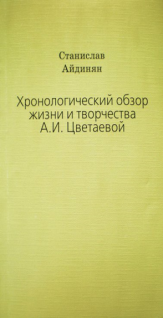 Станислав
Айдинян
Хронологический обзор
жизни и творчества
А.И. Цветаевой